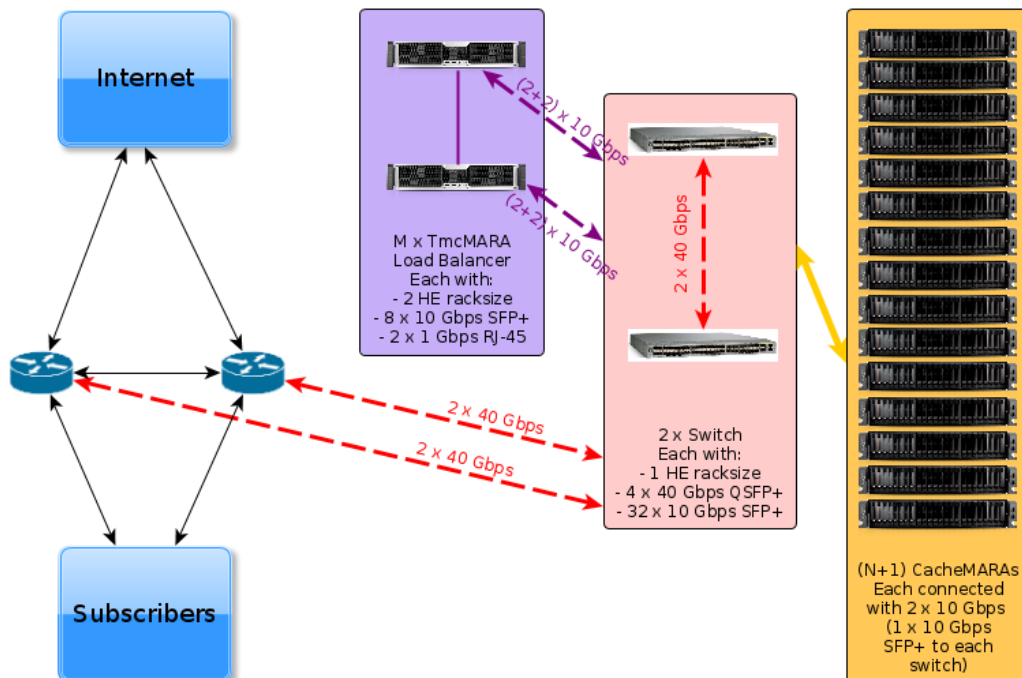 Internet
(2+2) x 10 Gbps
(2+2) x 10 Gbps
M x TmcMARA
Load Balancer
Each with:
- 2 HE racksize
- 8 x 10 Gbps SFP+
- 2 x 1 Gbps RJ-45
2 x 40 Gbps
2 x 40 Gbps
2 x 40 Gbps
2 x Switch
Each with:
- 1 HE racksize
- 4 x 40 Gbps QSFP+
- 32 x 10 Gbps SFP+
Subscribers
(N+1) CacheMARAs
Each connected
with 2 x 10 Gbps
(1 x 10 Gbps
SFP+ to each
switch)